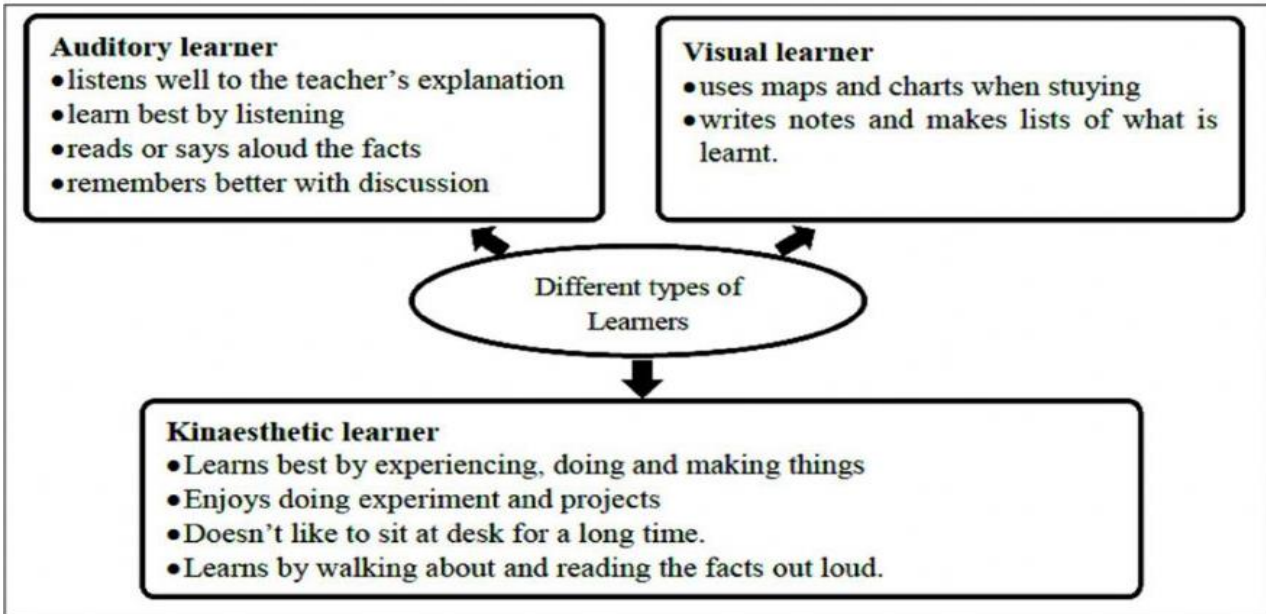 Auditory learner
●listens well to the teacher's explanation
●learn best by listening
●reads or says aloud the facts
●remembers better with discussion
Visual learner
●uses maps and charts when stuying
●writes notes and makes lists of what is
learnt.
Different types of
Learners
Kinaesthetic learner
●Learns best by experiencing, doing and making things
●Enjoys doing experiment and projects
●Doesn't like to sit at desk for a long time.
●Learns by walking about and reading the facts out loud.